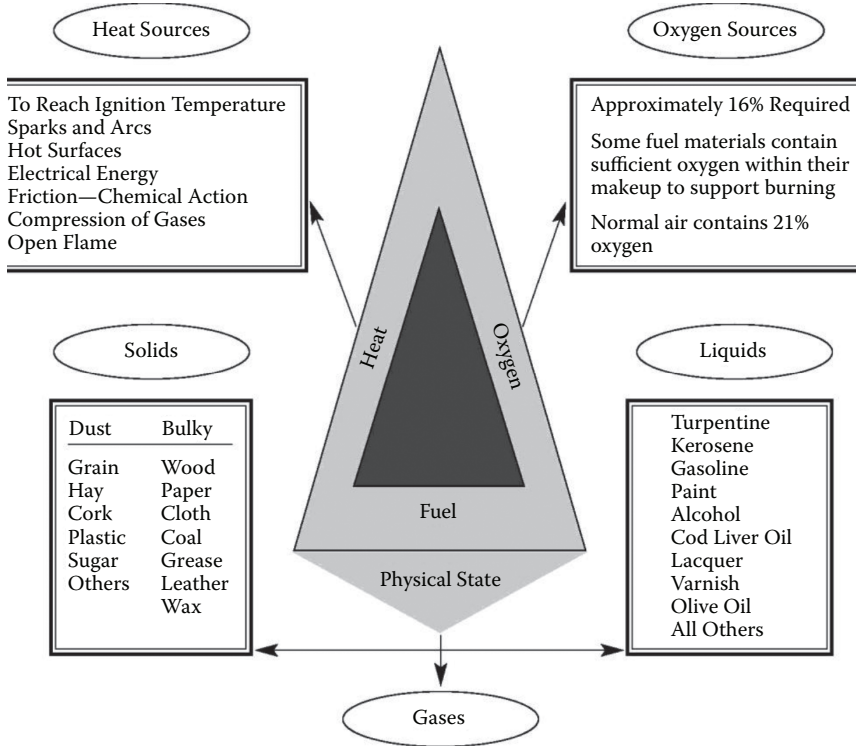 Heat Sources
To Reach Ignition Temperature
Sparks and Arcs
Hot Surfaces
Electrical Energy
Friction—Chemical Action
Compression of Gases
Open Flame
Oxygen Sources
Approximately 16% Required
Some fuel materials contain
sufficient oxygen within their
makeup to support burning
Normal air contains 21%
oxygen
Heat
Oxygen
Fuel
Physical State
Solids
Dust Bulky
Grain Wood
Hay Paper
Cork Cloth
Plastic Coal
Sugar Grease
Others Leather
Wax
Liquids
Turpentine
Kerosene
Gasoline
Paint
Alcohol
Cod Liver Oil
Lacquer
Varnish
Olive Oil
All Others
Gases